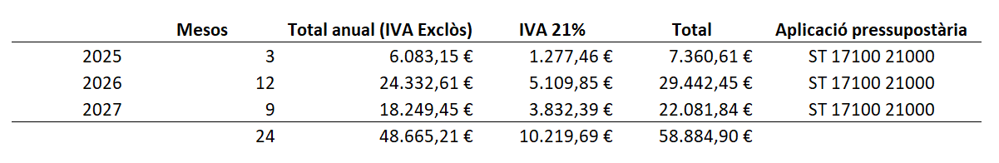 Mesos Total anual (IVA Exclòs) IVA 21% Total Aplicació pressupostària
2025 3 6.083,15 € 1.277,46 € 7.360,61 € ST 17100 21000
2026 12 24.332,61 € 5.109,85 € 29.442,45 € ST 17100 21000
2027 9 18.249,45 € 3.832,39 € 22.081,84 € ST 17100 21000
24 48.665,21 € 10.219,69 € 58.884,90 €